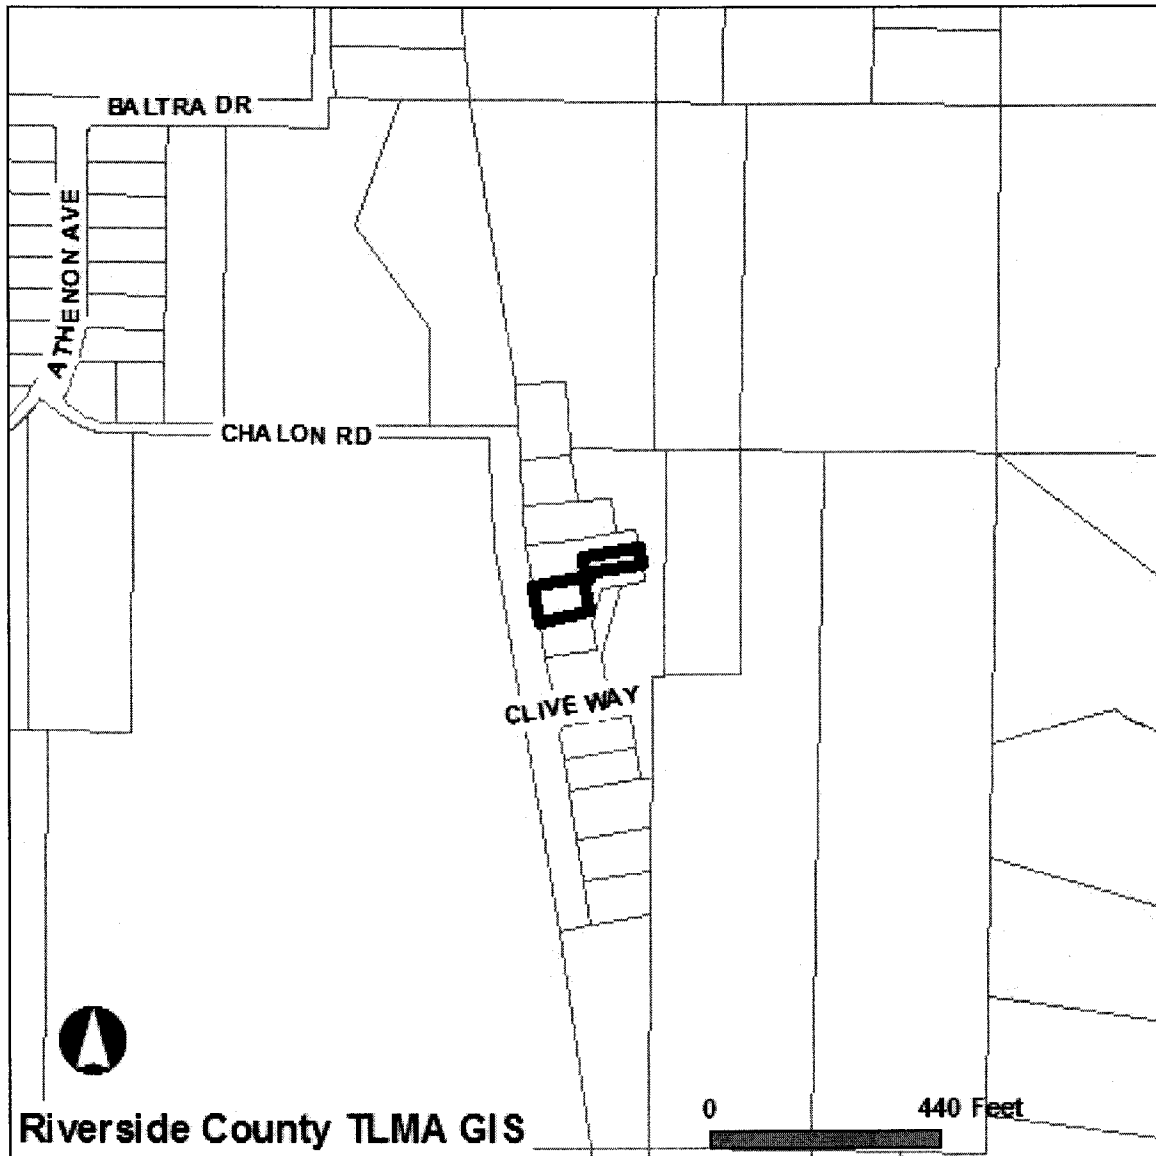 BALTRA DR
ATHENON AVE
CHALON RD
CLIVE WAY
0 440 Feet
Riverside County TLMA GIS